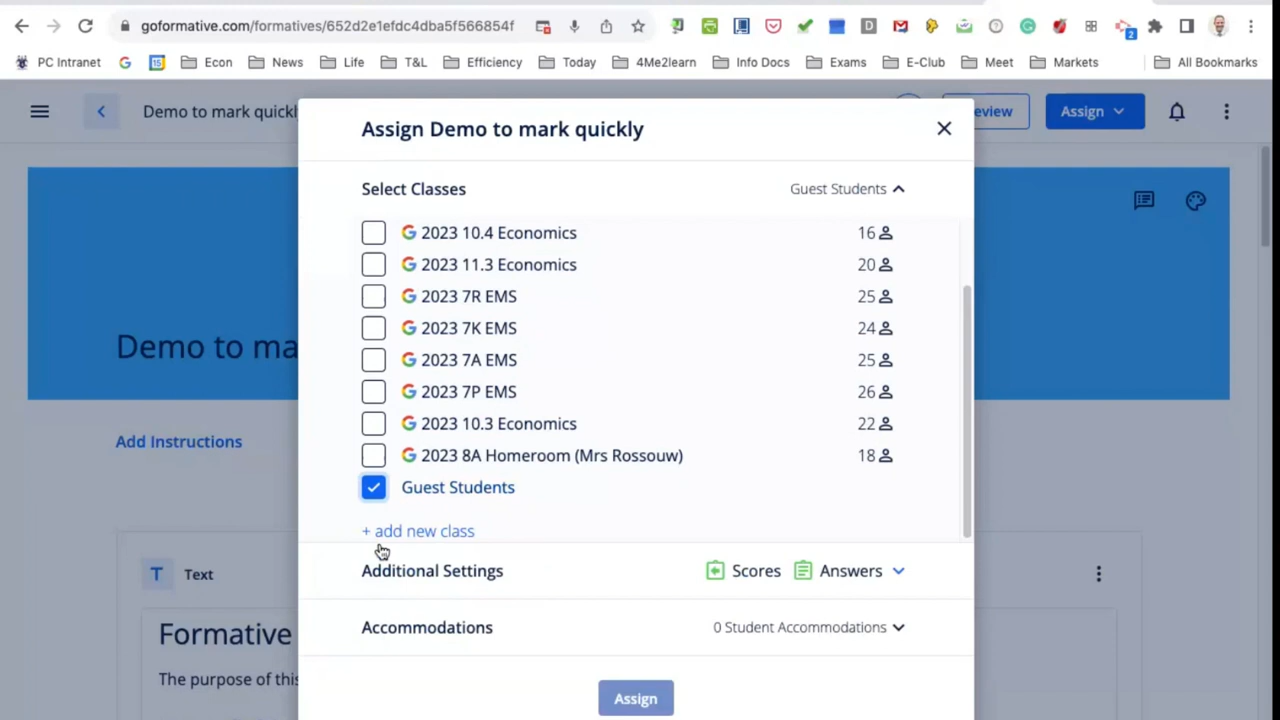 goformative.com/formatives/652d2e1efdc4dba5f566854f
2
PC Intranet
15
Econ
News
Life
T&L
Efficiency
Today
4Me2learn
Info Docs
Exams
E-Club
Meet
Markets
All Bookmarks
Demo to mark quickl
Assign Demo to mark quickly
eview
Assign
Select Classes
Guest Students
2023 10.4 Economics 16
2023 11.3 Economics 20
2023 7R EMS 25
2023 7K EMS 24
2023 7A EMS 25
2023 7P EMS 26
2023 10.3 Economics 22
2023 8A Homeroom (Mrs Rossouw) 18
Guest Students
+ add new class
Demo to ma
Add Instructions
Additional Settings Scores Answers
Accommodations 0 Student Accommodations
Assign
T Text
Formative
The purpose of this